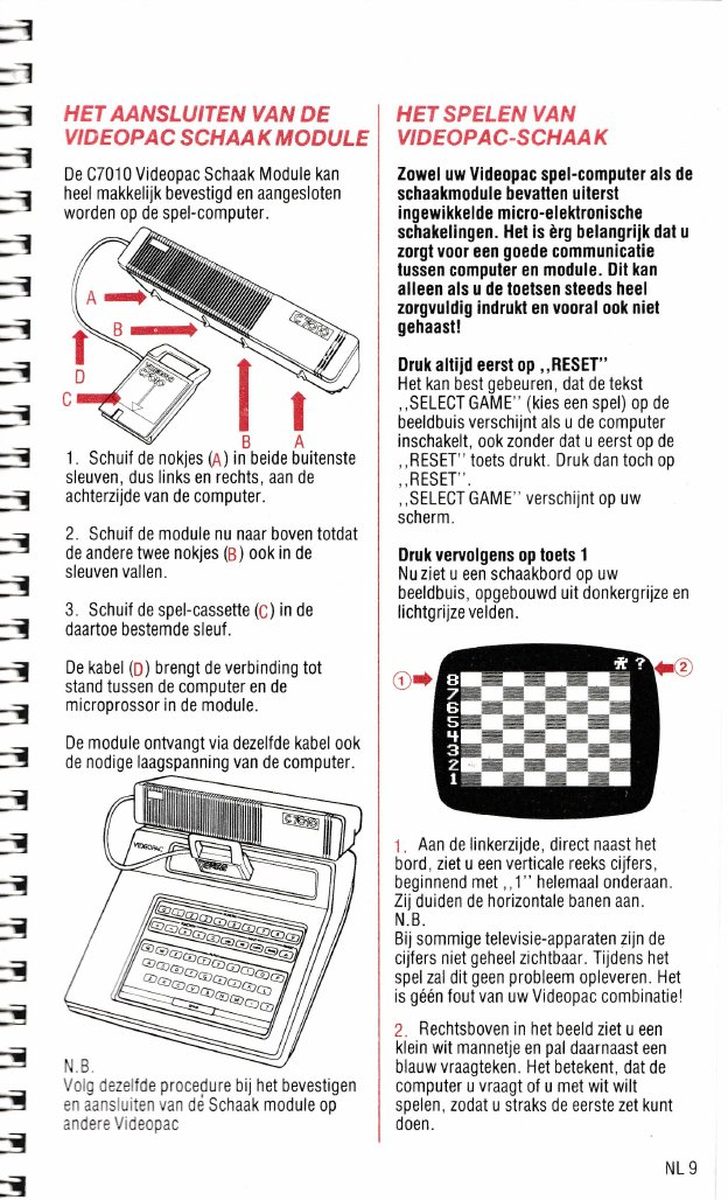 HET AANSLUITEN VAN DE
VIDEOPAC SCHAAK MODULE
De C7010 Videopac Schaak Module kan
heel makkelijk bevestigd en aangesloten
worden op de spel-computer.
A
B
D
C
B
A
1. Schuif de nokjes (A) in beide buitenste
sleuven, dus links en rechts, aan de
achterzijde van de computer.
2. Schuif de module nu naar boven totdat
de andere twee nokjes (B) ook in de
sleuven vallen.
3. Schuif de spel-cassette (C) in de
daartoe bestemde sleuf.
De kabel (D) brengt de verbinding tot
stand tussen de computer en de
microprossor in de module.
De module ontvangt via dezelfde kabel ook
de nodige laagspanning van de computer.
VIDEOPAC
N.B.
Volg dezelfde procedure bij het bevestigen
en aansluiten van de Schaak module op
andere Videopac
HET SPELEN VAN
VIDEOPAC-SCHAAK
Zowel uw Videopac spel-computer als de
schaakmodule bevatten uiterst
ingewikkelde micro-elektronische
schakelingen. Het is èrg belangrijk dat u
zorgt voor een goede communicatie
tussen computer en module. Dit kan
alleen als u de toetsen steeds heel
zorgvuldig indrukt en vooral ook niet
gehaast!
Druk altijd eerst op ,,RESET"
Het kan best gebeuren, dat de tekst
,,SELECT GAME" (kies een spel) op de
beeldbuis verschijnt als u de computer
inschakelt, ook zonder dat u eerst op de
,,RESET" toets drukt. Druk dan toch op
,,RESET".
,,SELECT GAME" verschijnt op uw
scherm.
Druk vervolgens op toets 1
Nu ziet u een schaakbord op uw
beeldbuis, opgebouwd uit donkergrijze en
lichtgrijze velden.
?
2
1
8
7
6
5
4
3
2
1
1. Aan de linkerzijde, direct naast het
bord, ziet u een verticale reeks cijfers,
beginnend met ,,1" helemaal onderaan.
Zij duiden de horizontale banen aan.
N.B.
Bij sommige televisie-apparaten zijn de
cijfers niet geheel zichtbaar. Tijdens het
spel zal dit geen probleem opleveren. Het
is géén fout van uw Videopac combinatie!
2. Rechtsboven in het beeld ziet u een
klein wit mannetje en pal daarnaast een
blauw vraagteken. Het betekent, dat de
computer u vraagt of u met wit wilt
spelen, zodat u straks de eerste zet kunt
doen.
NL 9